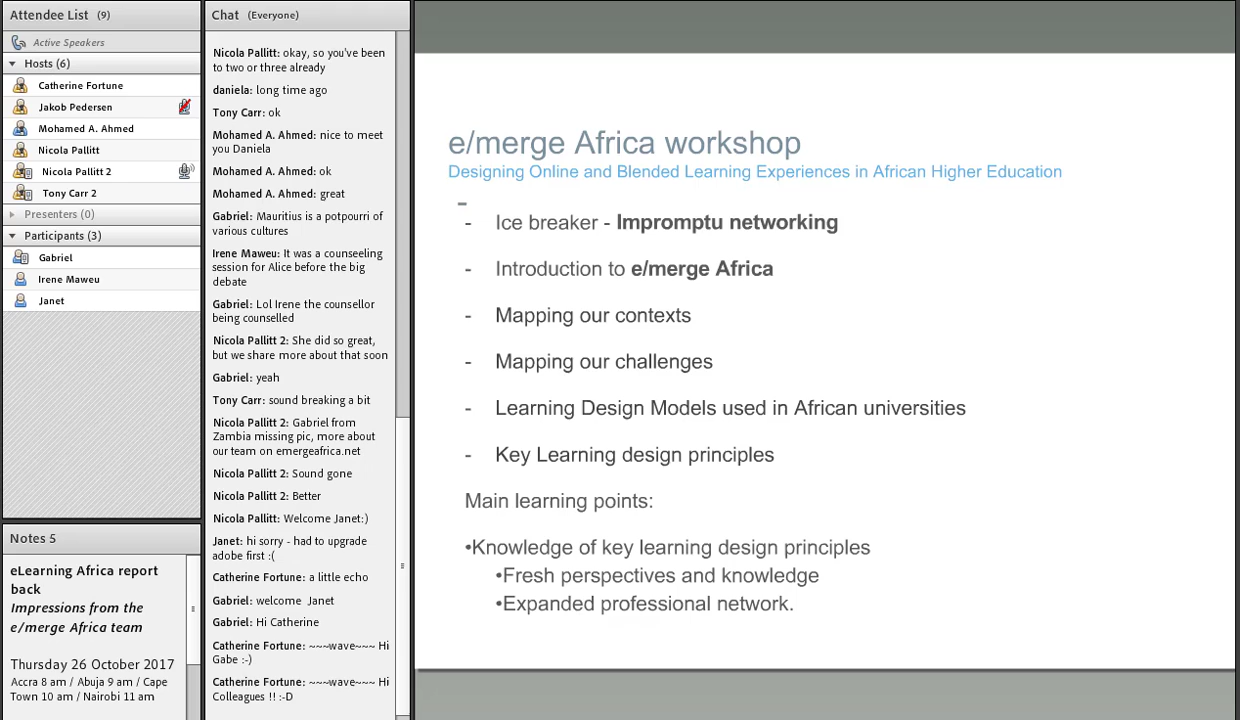 Attendee List (9)
Active Speakers
Hosts (6)
Catherine Fortune
Jakob Pedersen
Mohamed A. Ahmed
Nicola Pallitt
Nicola Pallitt 2
Tony Carr 2
Presenters (0)
Participants (3)
Gabriel
Irene Maweu
Janet
Notes 5
eLearning Africa report
back
Impressions from the
e/merge Africa team
Thursday 26 October 2017
Accra 8 am / Abuja 9 am / Cape
Town 10 am / Nairobi 11 am
Chat (Everyone)
Nicola Pallitt: okay, so you've been
to two or three already
daniela: long time ago
Tony Carr: ok
Mohamed A. Ahmed: nice to meet
you Daniela
Mohamed A. Ahmed: ok
Mohamed A. Ahmed: great
Gabriel: Mauritius is a potpourri of
various cultures
Irene Maweu: It was a counseeling
session for Alice before the big
debate
Gabriel: Lol Irene the counsellor
being counselled
Nicola Pallitt 2: She did so great,
but we share more about that soon
Gabriel: yeah
Tony Carr: sound breaking a bit
Nicola Pallitt 2: Gabriel from
Zambia missing pic, more about
our team on emergeafrica.net
Nicola Pallitt 2: Sound gone
Nicola Pallitt 2: Better
Nicola Pallitt: Welcome Janet:)
Janet: hi sorry - had to upgrade
adobe first :(
Catherine Fortune: a little echo
Gabriel: welcome Janet
Gabriel: Hi Catherine
Catherine Fortune: ~~~wave~~~ Hi
Gabe :-)
Catherine Fortune: ~~~wave~~~ Hi
Colleagues !! :-D
e/merge Africa workshop
Designing Online and Blended Learning Experiences in African Higher Education
-
- Ice breaker - Impromptu networking
- Introduction to e/merge Africa
- Mapping our contexts
- Mapping our challenges
- Learning Design Models used in African universities
- Key Learning design principles
Main learning points:
•Knowledge of key learning design principles
•Fresh perspectives and knowledge
•Expanded professional network.